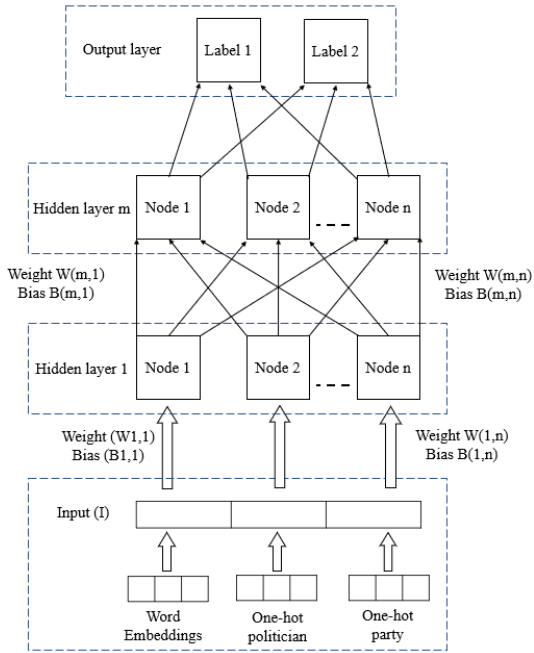 Output layer
Label 1
Label 2
Hidden layer m
Node 1
Node 2
Node n
Weight W(m,1)
Bias B(m,1)
Weight W(m,n)
Bias B(m,n)
Hidden layer 1
Node 1
Node 2
Node n
Weight (W1,1)
Bias (B1,1)
Weight W(1,n)
Bias B(1,n)
Input (I)
Word
Embeddings
One-hot
politician
One-hot
party